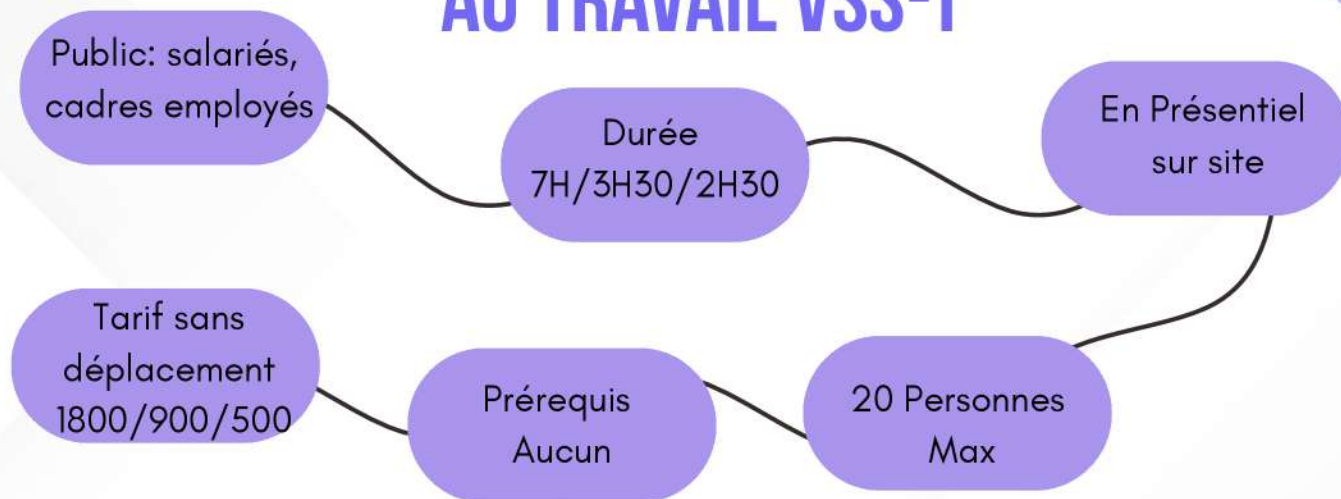 AU TRAVAIL VSS-T
Public: salariés,
cadres employés
Durée
7H/3H30/2H30
En Présentiel
sur site
20 Personnes
Max
Prérequis
Aucun
Tarif sans
déplacement
1800/900/500